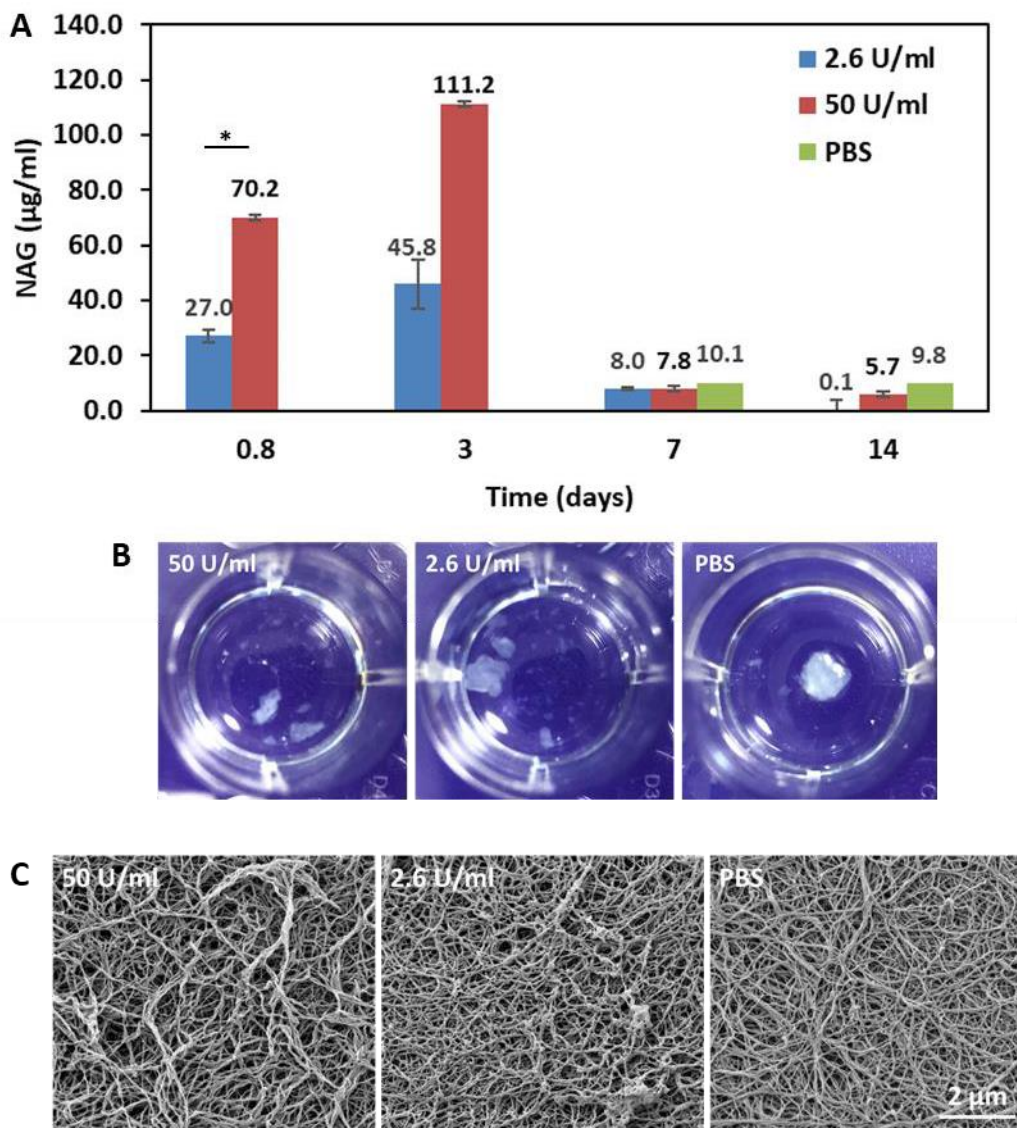 A
140.0
120.0
100.0
80.0
60.0
40.0
20.0
0.0
NAG (µg/ml)
2.6 U/ml
50 U/ml
PBS
*
27.0
70.2
45.8
111.2
8.0
7.8
10.1
0.1
5.7
9.8
0.8 3 7 14
Time (days)
B
50 U/ml
2.6 U/ml
PBS
D4
D3
C
50 U/ml
2.6 U/ml
PBS
2 µm